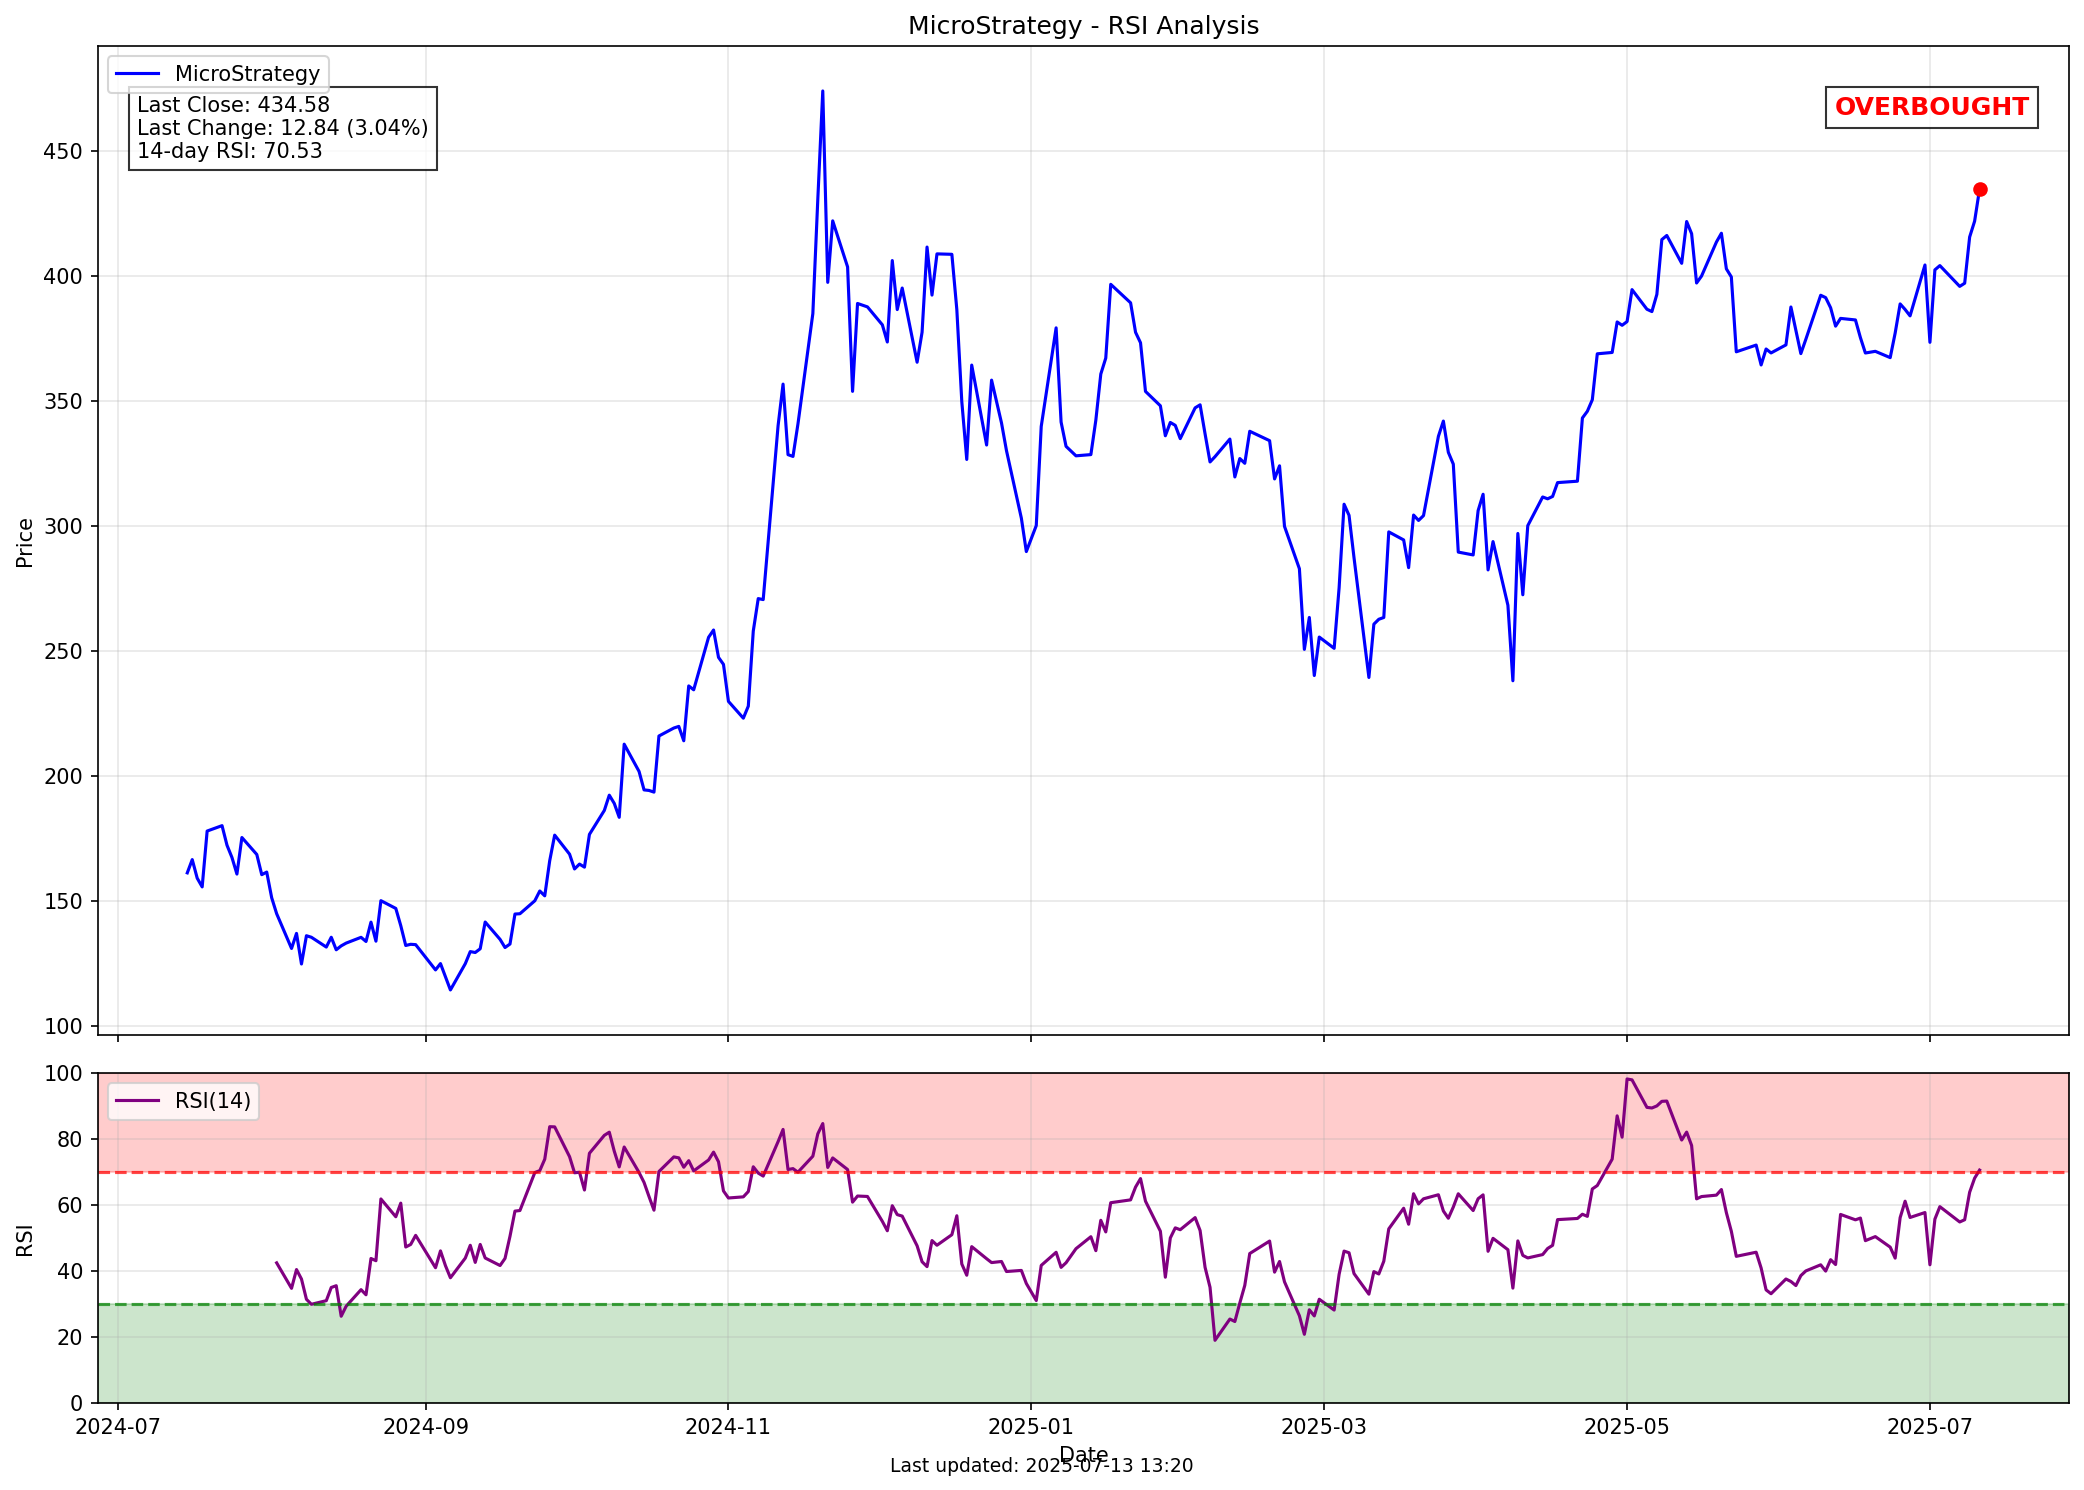 MicroStrategy - RSI Analysis
MicroStrategy
Last Close: 434.58
Last Change: 12.84 (3.04%)
14-day RSI: 70.53
OVERBOUGHT
Price
450
400
350
300
250
200
150
100
RSI(14)
RSI
100
80
60
40
20
0
2024-07
2024-09
2024-11
2025-01
2025-03
2025-05
2025-07
Date
Last updated: 2025-07-13 13:20